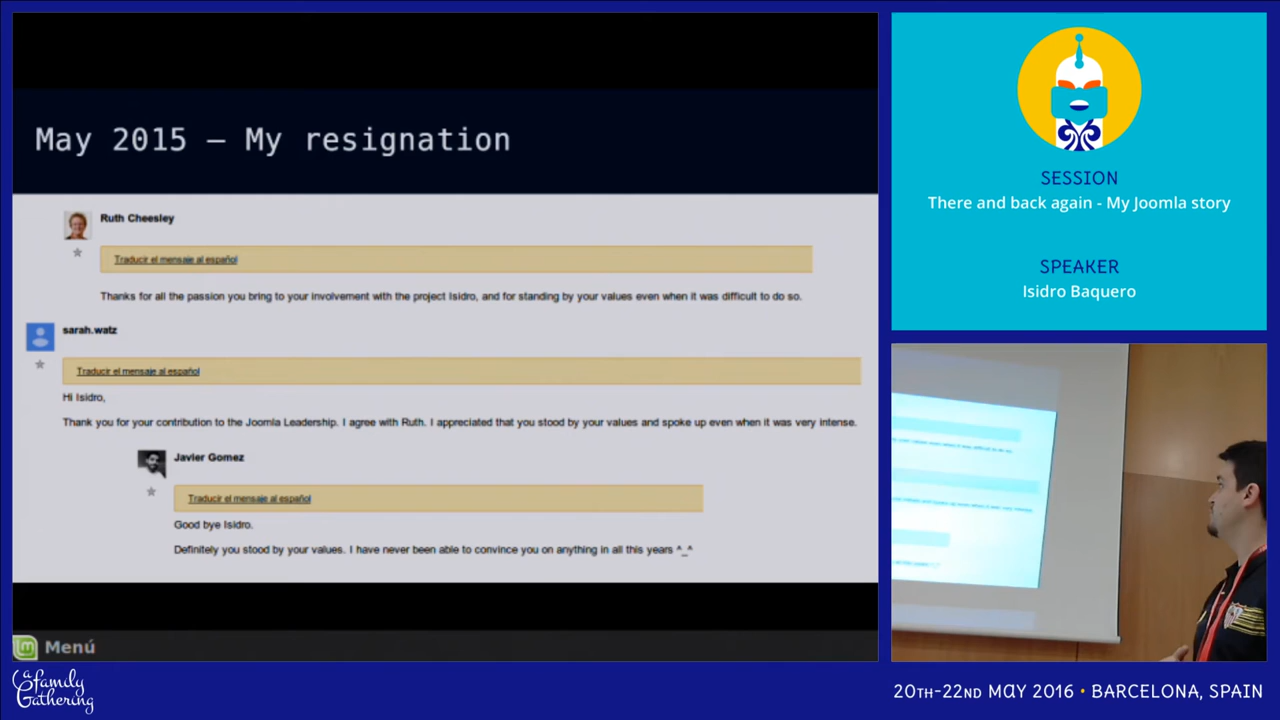 May 2015 – My resignation
Ruth Cheesley
Traducir el mensaje al español
Thanks for all the passion you bring to your involvement with the project Isidro, and for standing by your values even when it was difficult to do so.
sarah.watz
Traducir el mensaje al español
Hi Isidro,
Thank you for your contribution to the Joomla Leadership. I agree with Ruth. I appreciated that you stood by your values and spoke up even when it was very intense.
Javier Gomez
Traducir el mensaje al español
Good bye Isidro.
Definitely you stood by your values. I have never been able to convince you on anything in all this years ^_^
Menú
a family
Gathering
SESSION
There and back again - My Joomla story
SPEAKER
Isidro Baquero
20TH-22ND MAY 2016 • BARCELONA, SPAIN